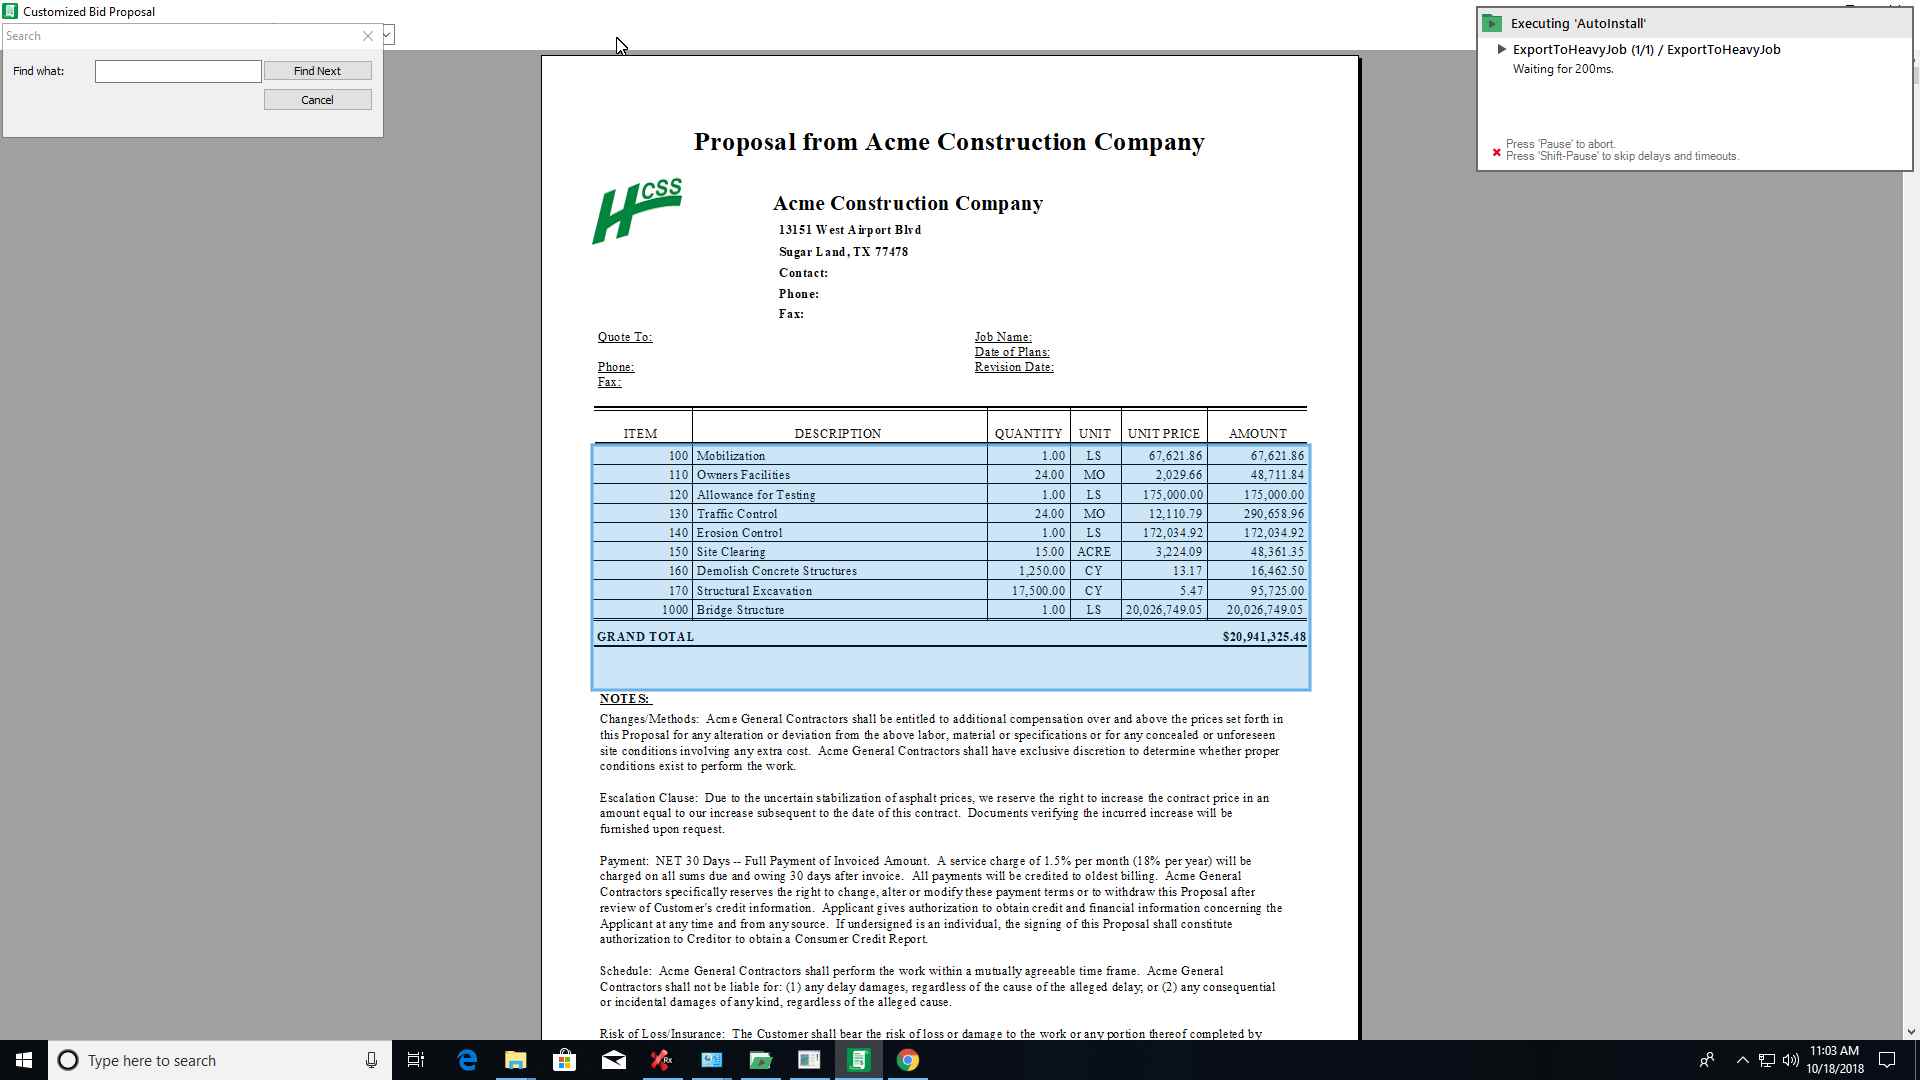 Customized Bid Proposal
Search
Find what:
Find Next
Cancel
Executing 'AutoInstall'
ExportToHeavyJob (1/1) / ExportToHeavyJob
Waiting for 200ms.
Press 'Pause' to abort.
Press 'Shift-Pause' to skip delays and timeouts.
Proposal from Acme Construction Company
HCSS
Acme Construction Company
13151 West Airport Blvd
Sugar Land, TX 77478
Contact:
Phone:
Fax:
Quote To: Job Name:
Date of Plans:
Phone: Revision Date:
Fax:
ITEM DESCRIPTION QUANTITY UNIT UNIT PRICE AMOUNT
100 Mobilization 1.00 LS 67,621.86 67,621.86
110 Owners Facilities 24.00 MO 2,029.66 48,711.84
120 Allowance for Testing 1.00 LS 175,000.00 175,000.00
130 Traffic Control 24.00 MO 12,110.79 290,658.96
140 Erosion Control 1.00 LS 172,034.92 172,034.92
150 Site Clearing 15.00 ACRE 3,224.09 48,361.35
160 Demolish Concrete Structures 1,250.00 CY 13.17 16,462.50
170 Structural Excavation 17,500.00 CY 5.47 95,725.00
1000 Bridge Structure 1.00 LS 20,026,749.05 20,026,749.05
GRAND TOTAL $20,941,325.48
NOTES:
Changes/Methods: Acme General Contractors shall be entitled to additional compensation over and above the prices set forth in
this Proposal for any alteration or deviation from the above labor, material or specifications or for any concealed or unforeseen
site conditions involving any extra cost. Acme General Contractors shall have exclusive discretion to determine whether proper
conditions exist to perform the work.
Escalation Clause: Due to the uncertain stabilization of asphalt prices, we reserve the right to increase the contract price in an
amount equal to our increase subsequent to the date of this contract. Documents verifying the incurred increase will be
furnished upon request.
Payment: NET 30 Days -- Full Payment of Invoiced Amount. A service charge of 1.5% per month (18% per year) will be
charged on all sums due and owing 30 days after invoice. All payments will be credited to oldest billing. Acme General
Contractors specifically reserves the right to change, alter or modify these payment terms or to withdraw this Proposal after
review of Customer's credit information. Applicant gives authorization to obtain credit and financial information concerning the
Applicant at any time and from any source. If undersigned is an individual, the signing of this Proposal shall constitute
authorization to Creditor to obtain a Consumer Credit Report.
Schedule: Acme General Contractors shall perform the work within a mutually agreeable time frame. Acme General
Contractors shall not be liable for: (1) any delay damages, regardless of the cause of the alleged delay; or (2) any consequential
or incidental damages of any kind, regardless of the alleged cause.
Risk of Loss/Insurance: The Customer shall bear the risk of loss or damage to the work or any portion thereof completed by
Type here to search
Rx
11:03 AM
10/18/2018